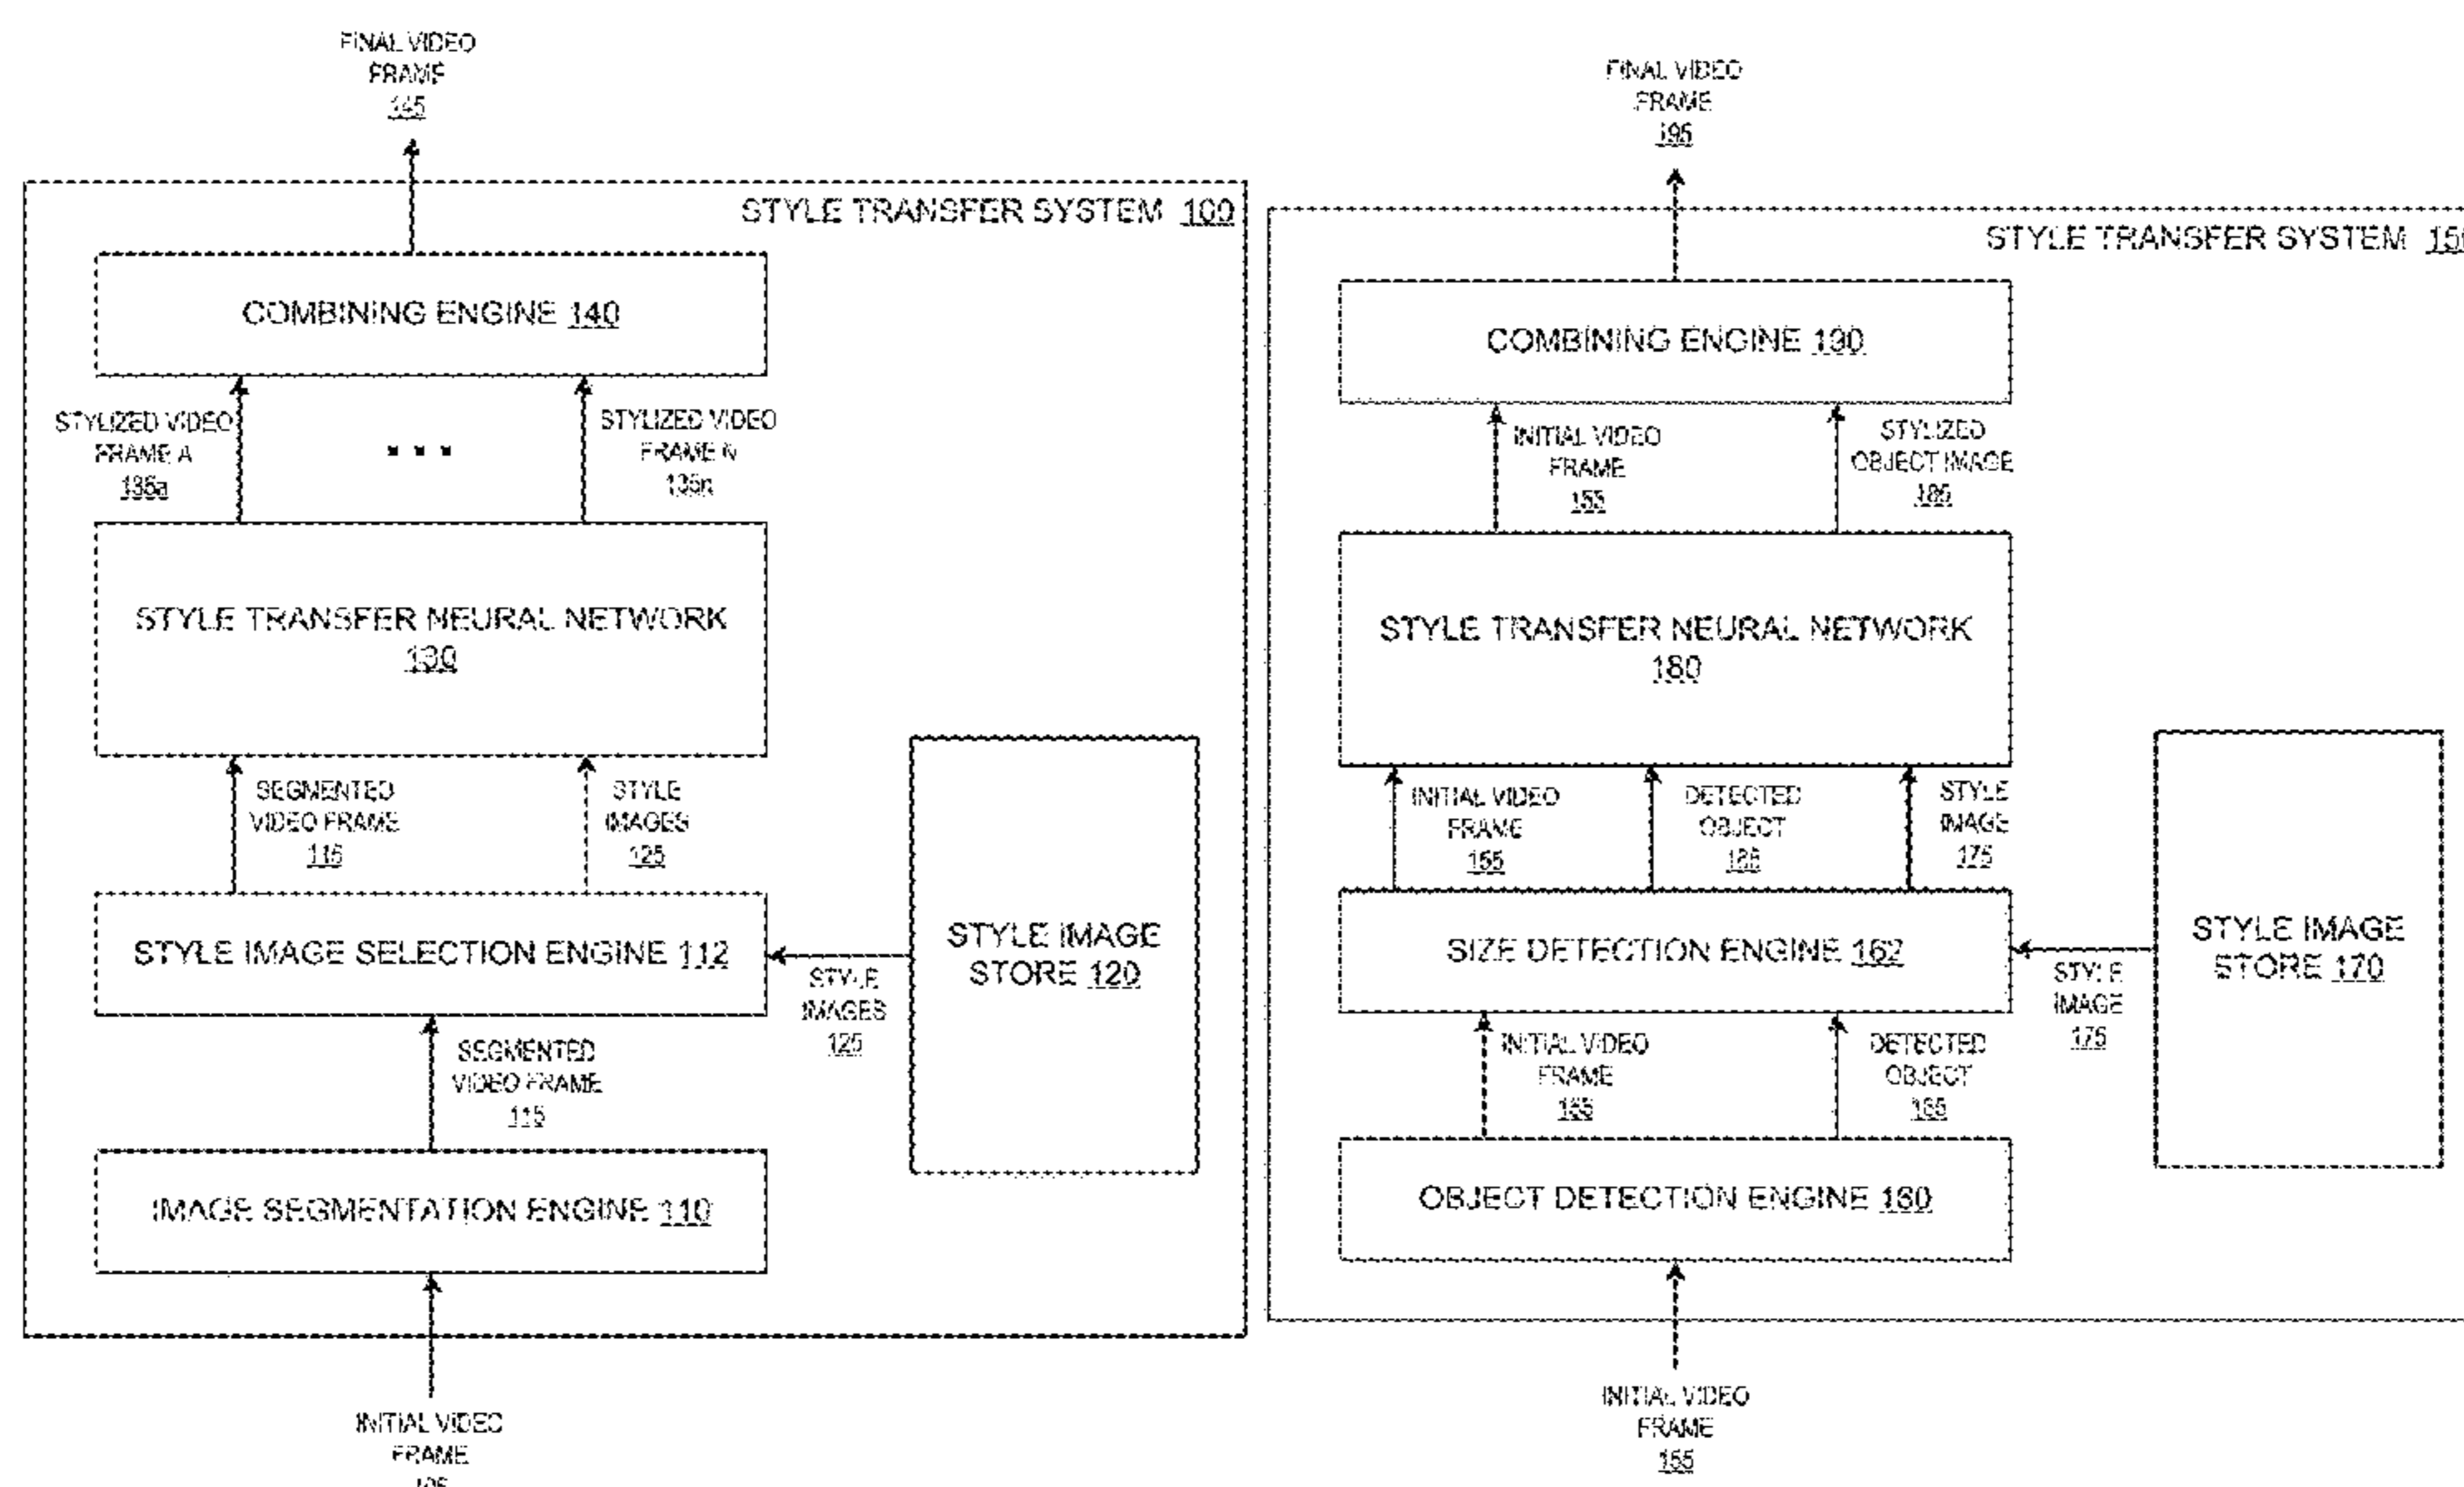 FINAL VIDEO
FRAME
145
STYLE TRANSFER SYSTEM 100
COMBINING ENGINE 140
STYLIZED VIDEO
FRAME A
135a
...
STYLIZED VIDEO
FRAME N
135n
STYLE TRANSFER NEURAL NETWORK
130
SEGMENTED
VIDEO FRAME
115
STYLE
IMAGES
125
STYLE IMAGE SELECTION ENGINE 112
STYLE
IMAGES
125
STYLE IMAGE
STORE 120
SEGMENTED
VIDEO FRAME
115
IMAGE SEGMENTATION ENGINE 110
INITIAL VIDEO
FRAME
FINAL VIDEO
FRAME
195
STYLE TRANSFER SYSTEM
COMBINING ENGINE 190
INITIAL VIDEO
FRAME
155
STYLIZED
OBJECT IMAGE
185
STYLE TRANSFER NEURAL NETWORK
180
INITIAL VIDEO
FRAME
155
DETECTED
OBJECT
165
STYLE
IMAGE
175
SIZE DETECTION ENGINE 162
STYLE
IMAGE
175
STYLE IMAGE
STORE 170
INITIAL VIDEO
FRAME
155
DETECTED
OBJECT
165
OBJECT DETECTION ENGINE 160
INITIAL VIDEO
FRAME
155